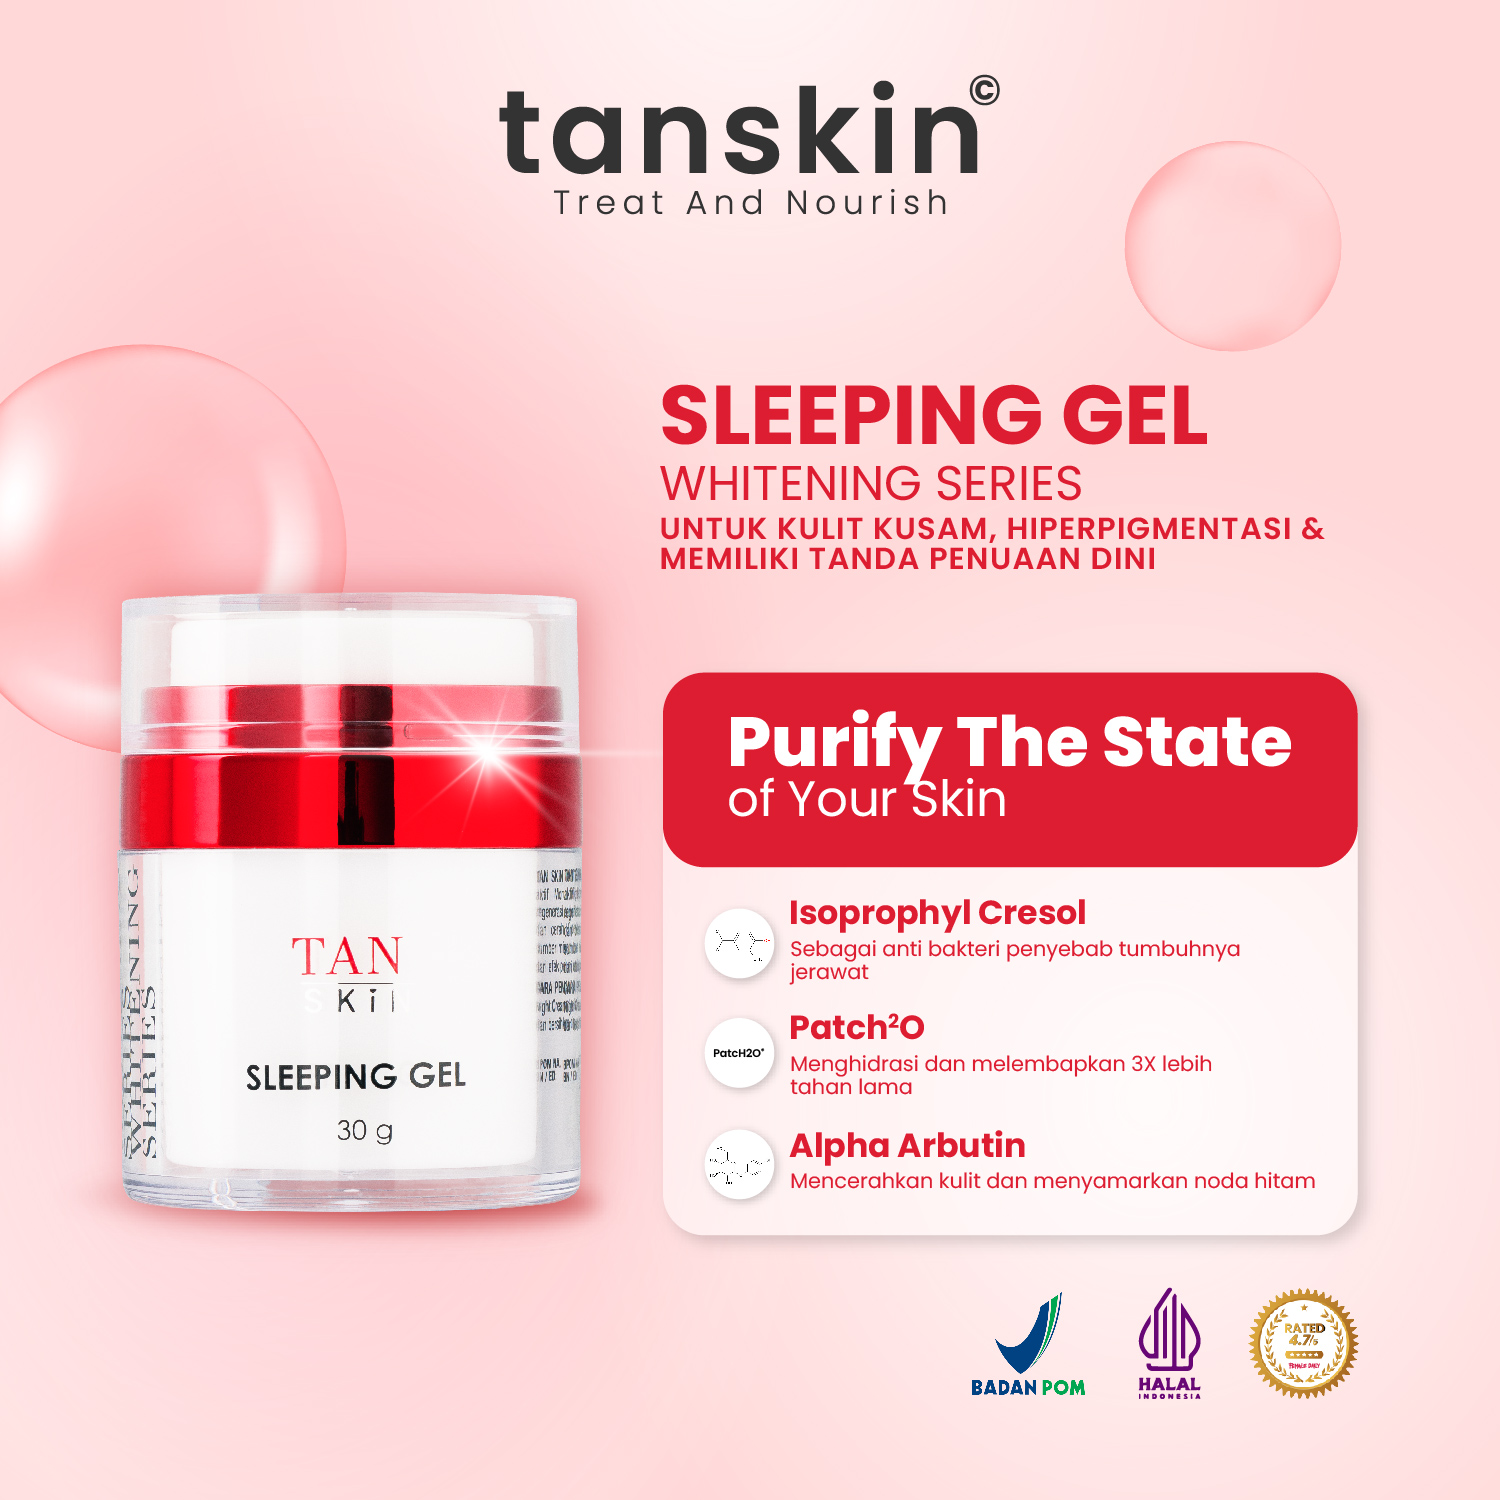 tanskin©
Treat And Nourish
SLEEPING GEL
WHITENING SERIES
UNTUK KULIT KUSAM, HIPERPIGMENTASI &
MEMILIKI TANDA PENUAAN DINI
Purify The State
of Your Skin
Isoprophyl Cresol
Sebagai anti bakteri penyebab tumbuhnya
jerawat
PatcH2O®
Patch²O
Menghidrasi dan melembapkan 3X lebih
tahan lama
Alpha Arbutin
Mencerahkan kulit dan menyamarkan noda hitam
TAN
SKiN
SLEEPING GEL
30 g
WHITENING
SERIES
BADAN POM
HALAL
INDONESIA
RATED
4.7/5
FEMALE DAILY